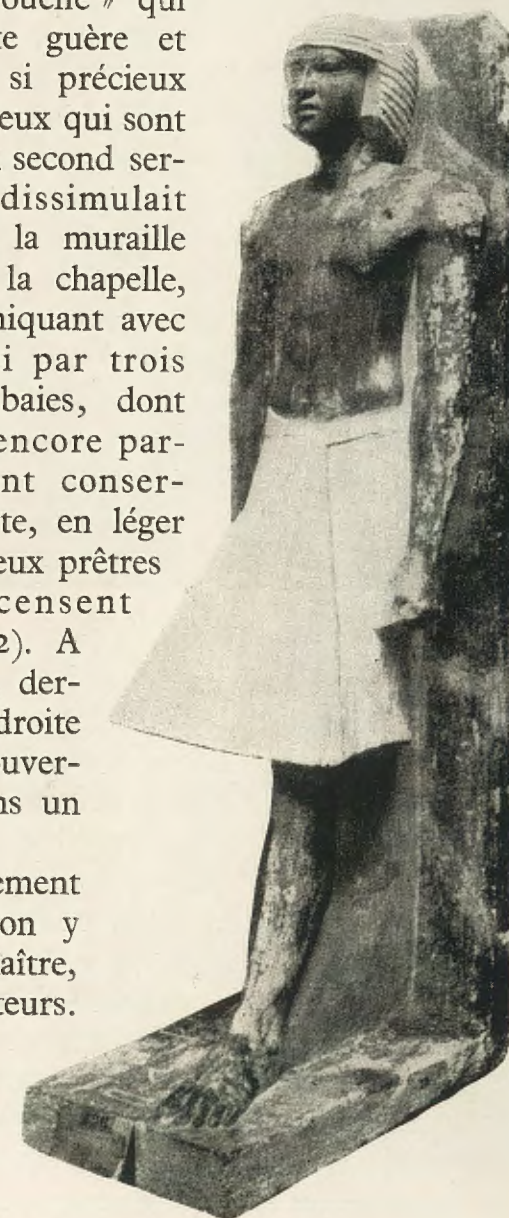 ouche » qui
te guère et
si précieux
eux qui sont
second ser-
dissimulait
la muraille
la chapelle,
niquant avec
i par trois
baies, dont
encore par-
nt conser-
te, en léger
eux prêtres
censent
2). A
der-
droite
ouver-
ns un
ement
on y
aître,
teurs.